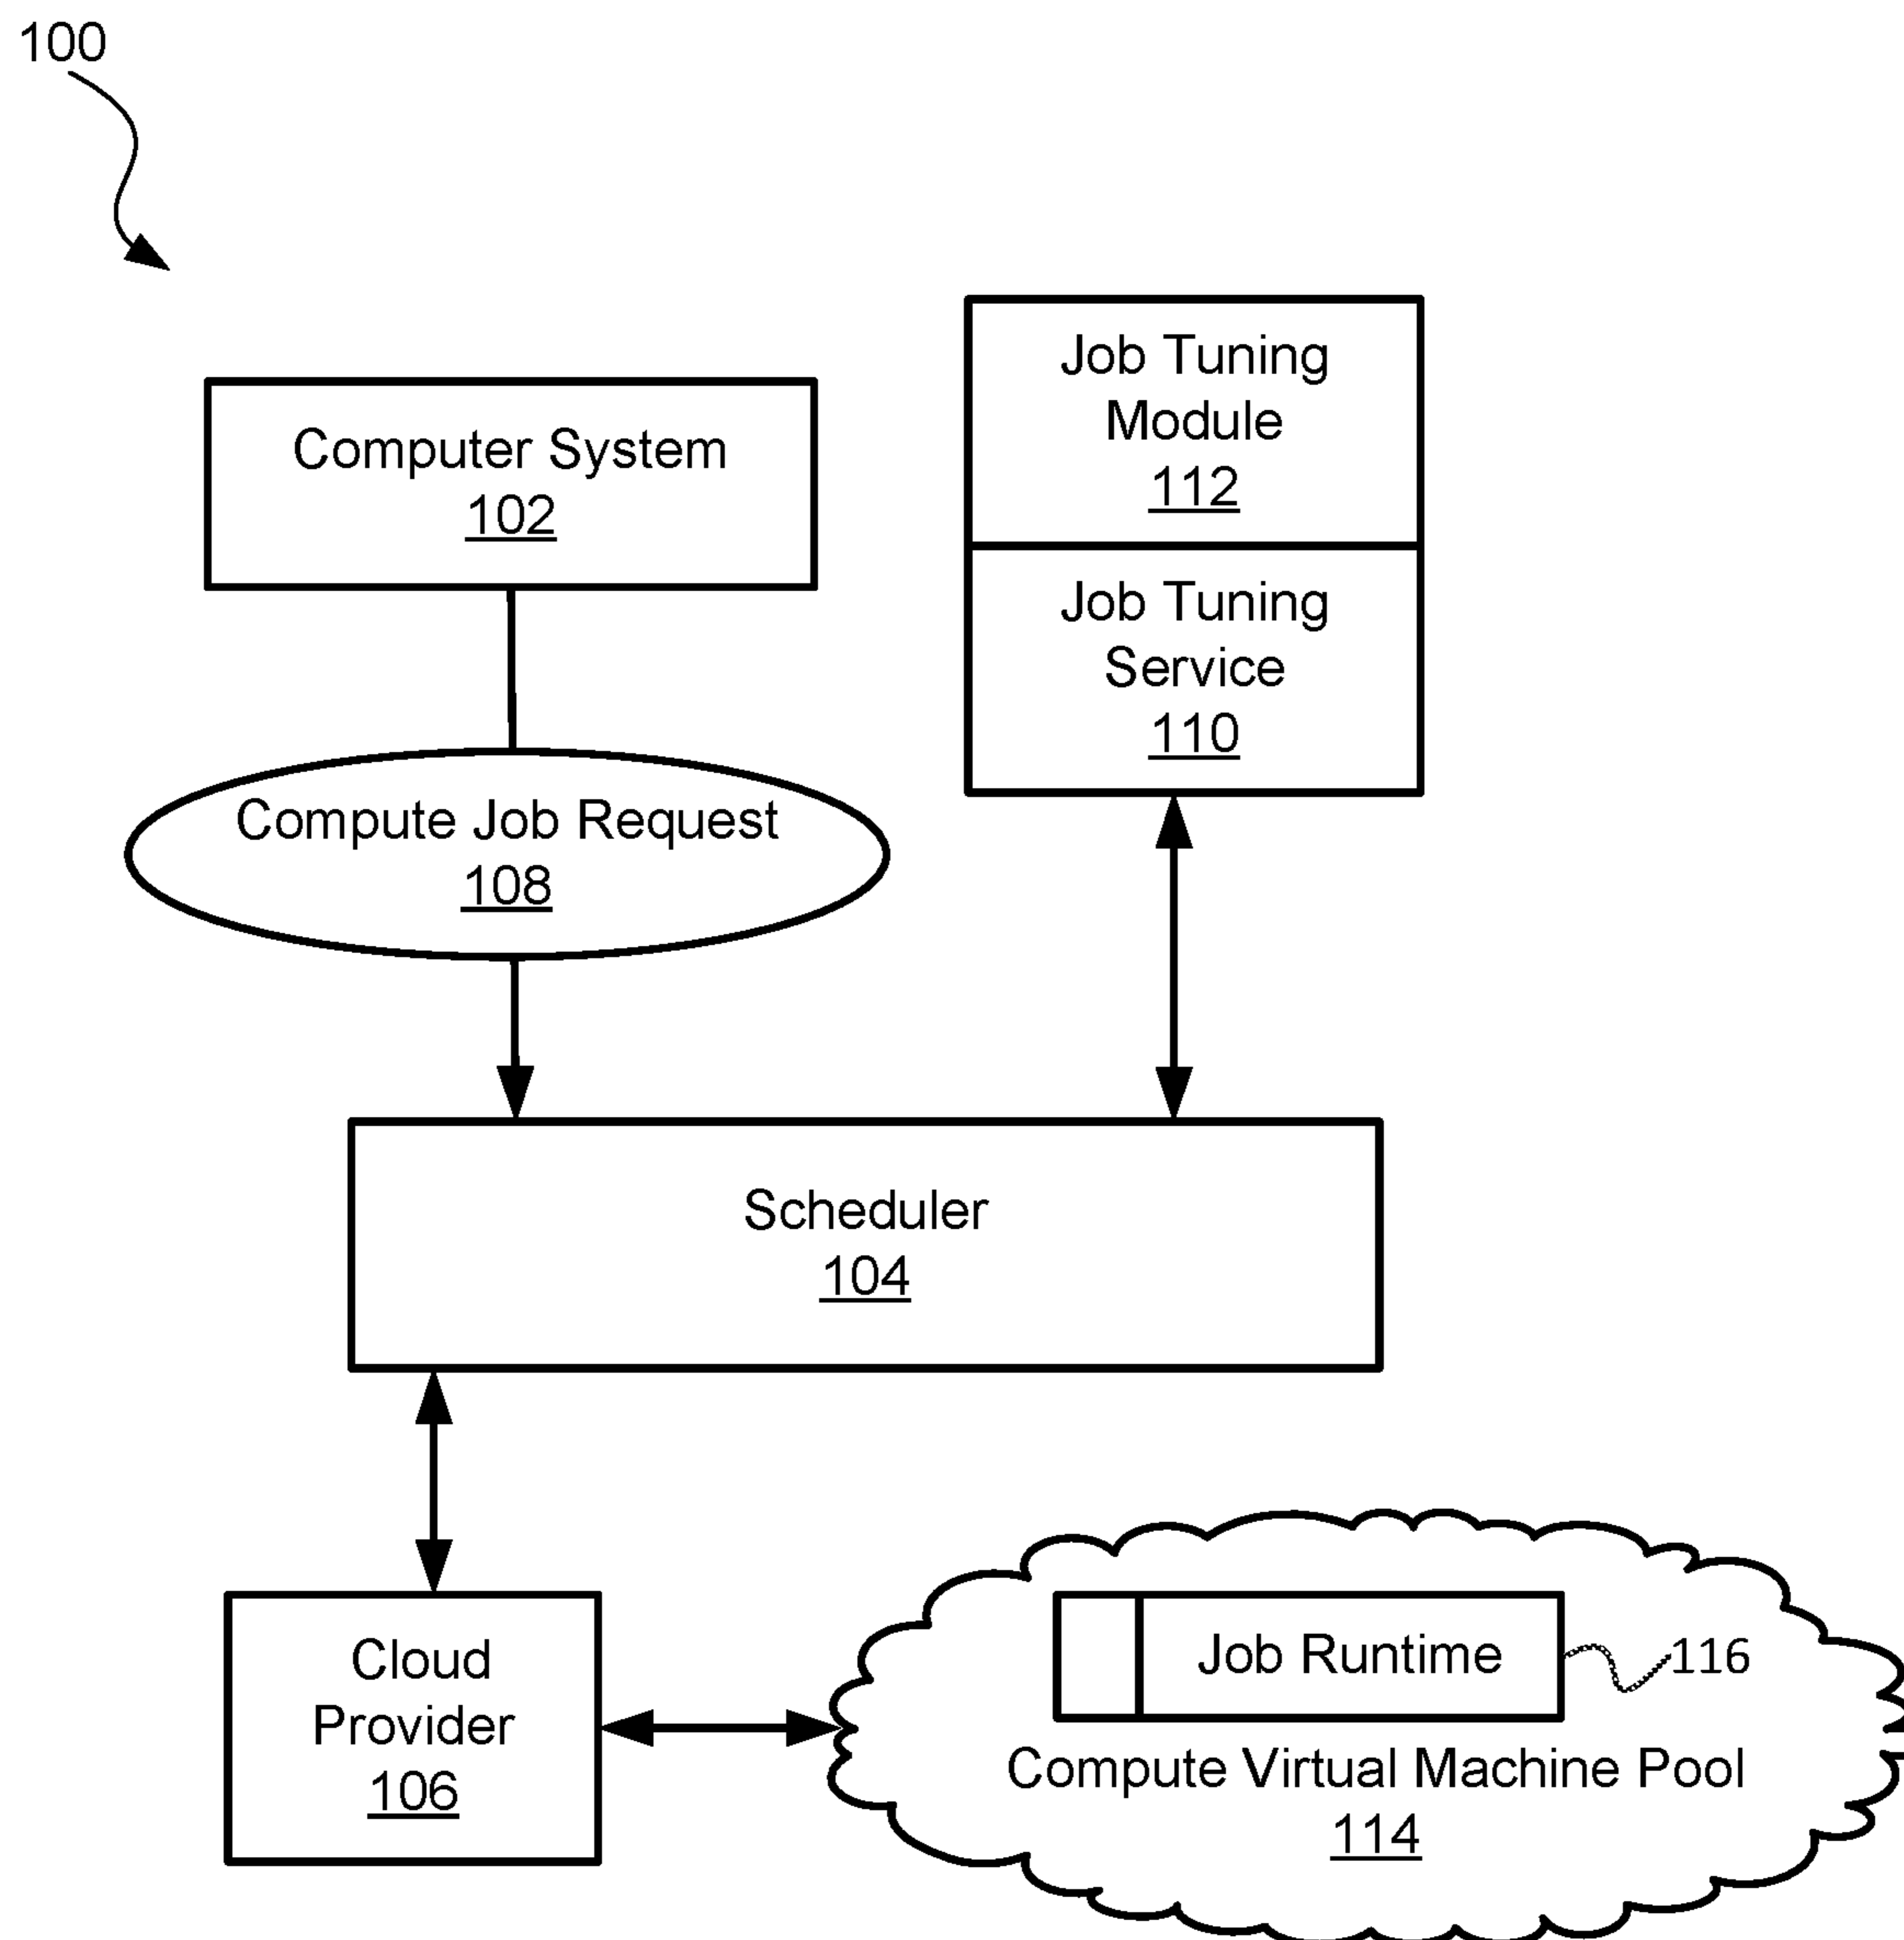 100
Computer System
102
Job Tuning
Module
112
Job Tuning
Service
110
Compute Job Request
108
Scheduler
104
Cloud
Provider
106
Job Runtime
116
Compute Virtual Machine Pool
114